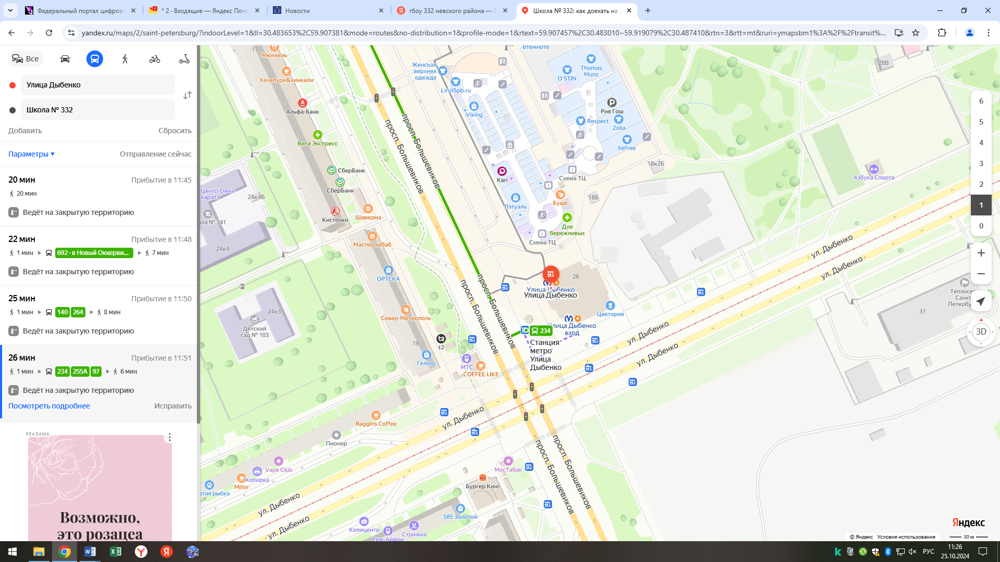 Федеральный портал цифров
* 2 · Входящие — Яндекс Почт
Новости
гбоу 332 невского района — Я
Школа № 332: как доехать на
yandex.ru/maps/2/saint-petersburg/?indoorLevel=1&ll=30.483653%2C59.907381&mode=routes&no-distribution=1&profile-mode=1&rtext=59.907457%2C30.483010~59.919079%2C30.487410&rtn=3&rtt=mt&ruri=ymapsbm1%3A%2F%2Ftransit%...
Все
Улица Дыбенко
Школа № 332
Добавить
Сбросить
Параметры
Отправление сейчас
20 мин
Прибытие в 11:45
20 мин
Ведёт на закрытую территорию
22 мин
Прибытие в 11:48
1 мин
692 · в Новый Оккерви...
7 мин
Ведёт на закрытую территорию
25 мин
Прибытие в 11:50
1 мин
140 264
8 мин
Ведёт на закрытую территорию
26 мин
Прибытие в 11:51
1 мин
234 255А 97
6 мин
Ведёт на закрытую территорию
Посмотреть подробнее
Исправить
РЕКЛАМА
Возможно,
это розацеа
17
Мюнхель
Хачапури&хинкали
Альфа-Банк
Вита Экспресс
СберБанк
СберБанк
Центр Ояма
каратэ
24к4Б
ла № 341
24к4
Кисточки
Шаверма
Мастер кебаб
ОРТЕКА
24к3
Детский
сад № 103
Север-Метрополь
19
t2
Гелиос
МТС
COFFEE LIKE
Baggins Coffee
Пионер
Vape Club
Копирка
Millor
отая рыбка
МосТабак
Бургер Кинг
585 Золотой
Копицентр
Рем-Айфон
Стрижка
Втемноте
Женская
верхняя
одежда
LinziSpb.ru
Viking
O'STIN
Thomas
Munz
Рив Гош
Respect
Zolla
befree
Kari
Схема ТЦ
Лэтуаль
Буше
Для
бережливых
Схема ТЦ
18Б
18к2Б
28В
Азбука Спорта
26
Улица Дыбенко
Улица Дыбенко
Цветория
4
Улица Дыбенко
вход
234
Станция
метро
Улица
Дыбенко
31
Теплосет
Санкт
Петербу
просп. Большевиков
просп. Большевиков
просп. Большевиков
просп. Большевиков
просп. Большевиков
просп. Большевиков
ул. Дыбенко
ул. Дыбенко
ул. Дыбенко
ул. Дыбенко
ул. Дыбенко
ул. Дыбенко
ул. Дыбенко
6
5
4
3
2
1
0
3D
Яндекс
© Яндекс Условия использования
30 м
РУС
11:26
25.10.2024